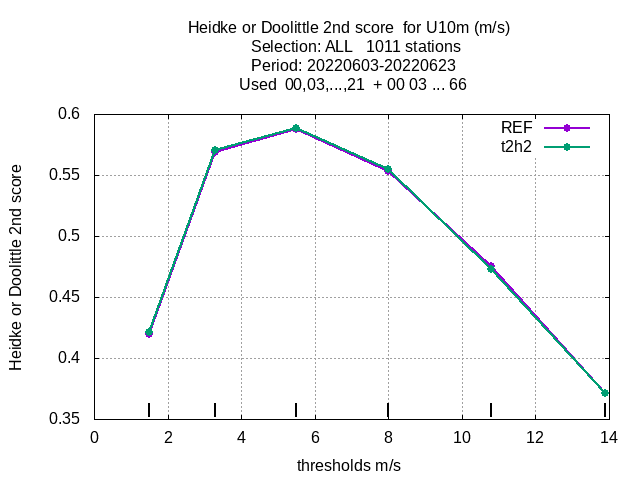 Heidke or Doolittle 2nd score  for U10m (m/s)
Selection: ALL   1011 stations
Period: 20220603-20220623
Used  00,03,...,21  + 00 03 ... 66
REF
t2h2
Heidke or Doolittle 2nd score
0.6
0.55
0.5
0.45
0.4
0.35
0 2 4 6 8 10 12 14
thresholds m/s